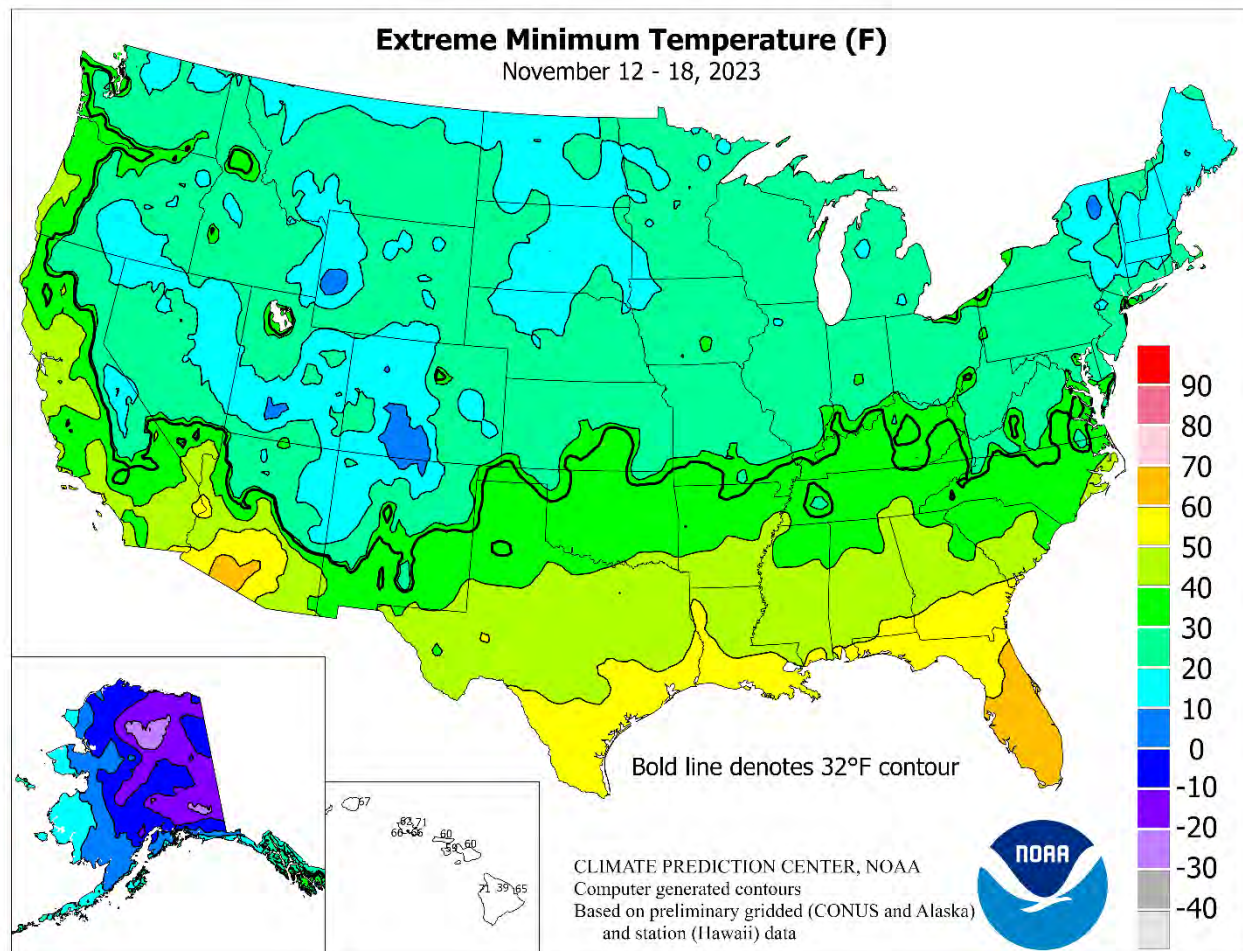 Extreme Minimum Temperature (F)
November 12 - 18, 2023
90
80
70
60
50
40
30
20
10
0
-10
-20
-30
-40
Bold line denotes 32°F contour
67
71
66
60
59
60
71 39 65
CLIMATE PREDICTION CENTER, NOAA
Computer generated contours
Based on preliminary gridded (CONUS and Alaska)
and station (Hawaii) data
NOAA